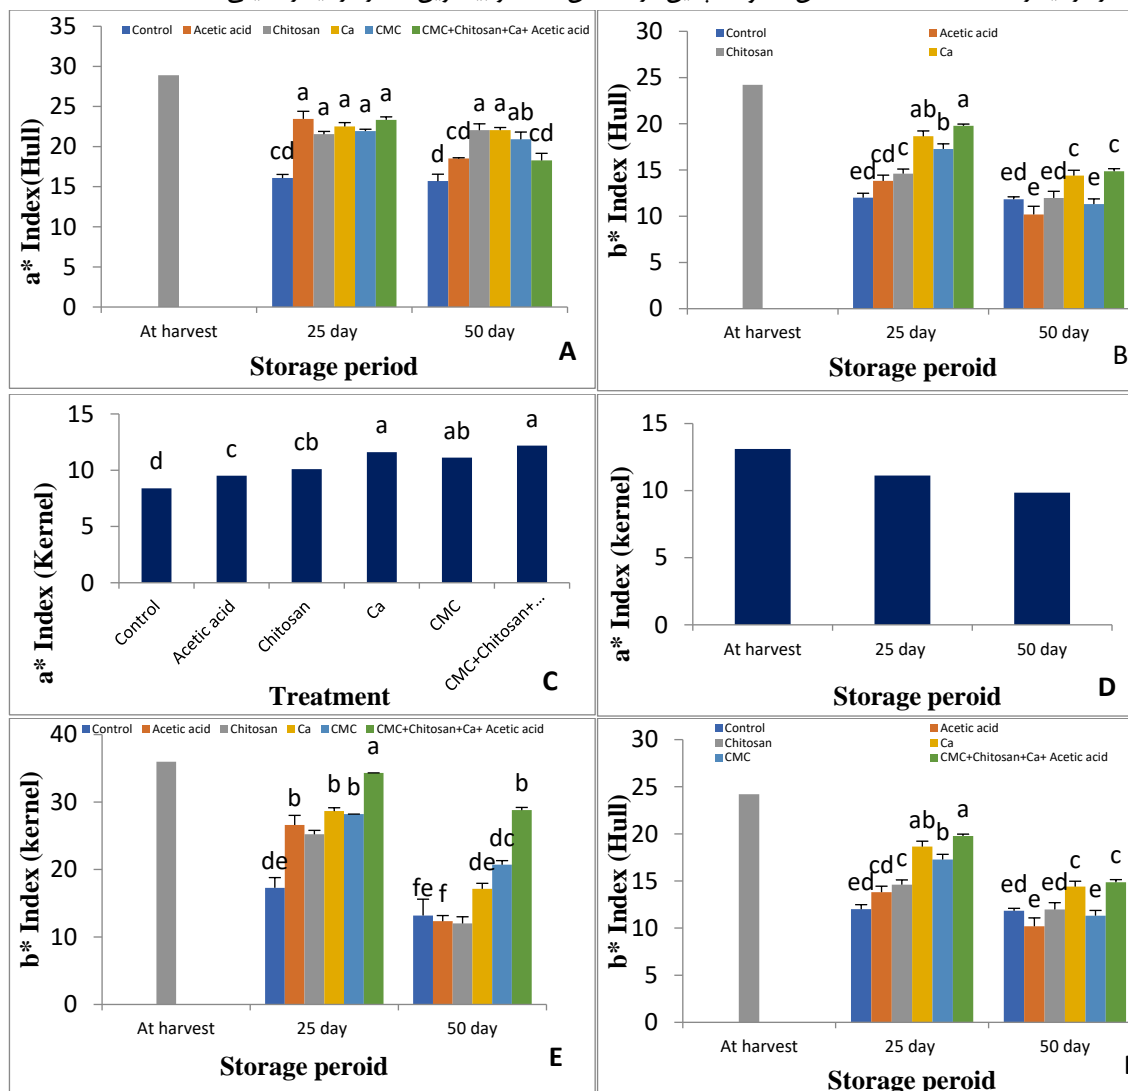 Control Acetic acid Chitosan Ca CMC CMC+Chitosan+Ca+ Acetic acid
a* Index(Hull)
35
30
25
20
15
10
5
0
cd a a a a a
d cd a a ab cd
At harvest 25 day 50 day
Storage period
A
Control Acetic acid
Chitosan Ca
b* Index (Hull)
30
25
20
15
10
5
0
ed cd c ab b a
ed e ed c e c
At harvest 25 day 50 day
Storage peroid
B
a* Index (Kernel)
15
10
5
0
d c cb a ab a
Control Acetic acid Chitosan Ca CMC CMC+Chitosan+...
Treatment
C
a* Index (kernel)
15
10
5
0
At harvest 25 day 50 day
Storage peroid
D
Control Acetic acid Chitosan Ca CMC CMC+Chitosan+Ca+ Acetic acid
b* Index (kernel)
40
30
20
10
0
de b b b a
fe f de dc b
At harvest 25 day 50 day
Storage peroid
E
Control Acetic acid
Chitosan Ca
CMC CMC+Chitosan+Ca+ Acetic acid
b* Index (Hull)
30
25
20
15
10
5
0
ed cd c ab b a
ed e ed c e c
At harvest 25 day 50 day
Storage peroid